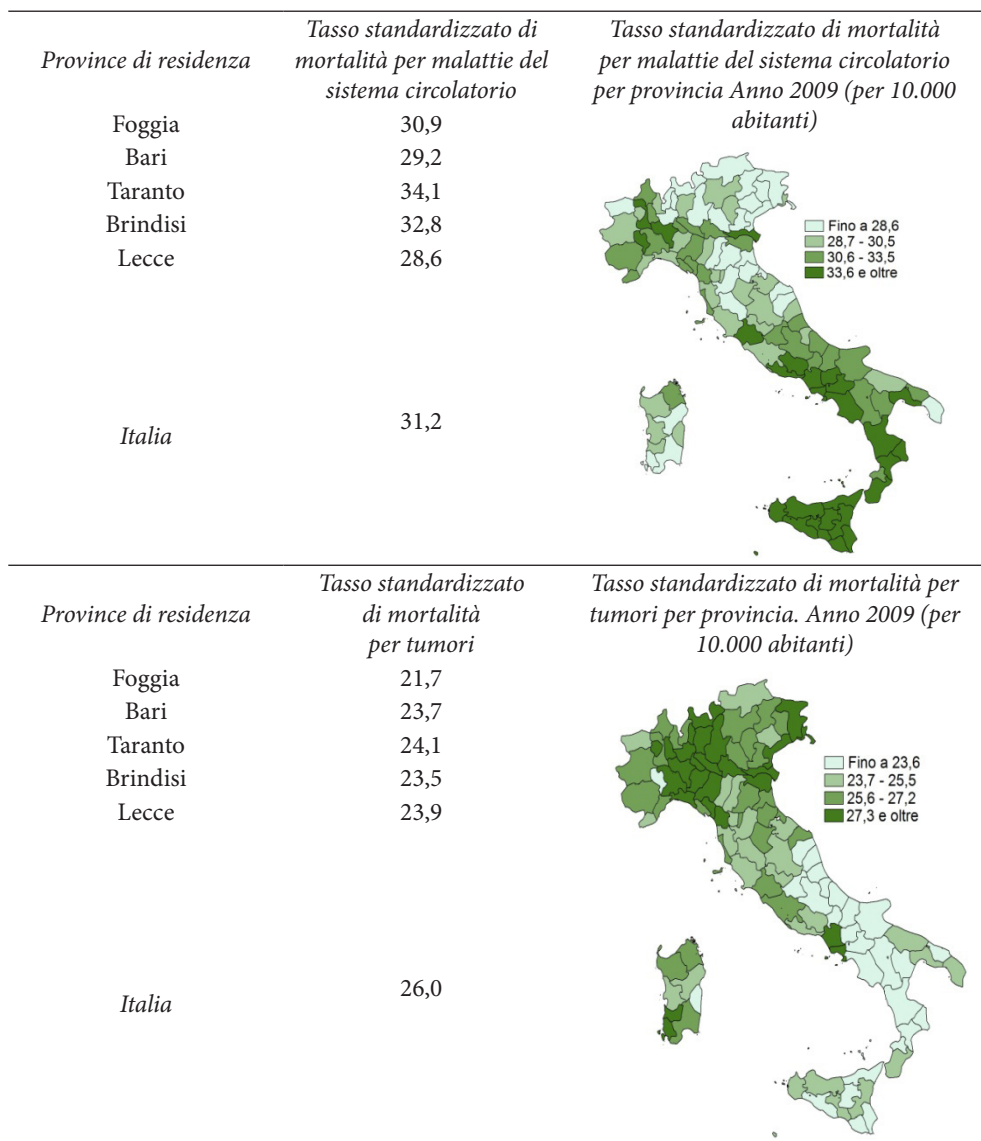 Province di residenza
Tasso standardizzato di
mortalità per malattie del
sistema circolatorio
Tasso standardizzato di mortalità
per malattie del sistema circolatorio
per provincia Anno 2009 (per 10.000
abitanti)
Foggia 30,9
Bari 29,2
Taranto 34,1
Brindisi 32,8
Lecce 28,6
Italia 31,2
Fino a 28,6
28,7 - 30,5
30,6 - 33,5
33,6 e oltre
Province di residenza
Tasso standardizzato
di mortalità
per tumori
Tasso standardizzato di mortalità per
tumori per provincia. Anno 2009 (per
10.000 abitanti)
Foggia 21,7
Bari 23,7
Taranto 24,1
Brindisi 23,5
Lecce 23,9
Italia 26,0
Fino a 23,6
23,7 - 25,5
25,6 - 27,2
27,3 e oltre